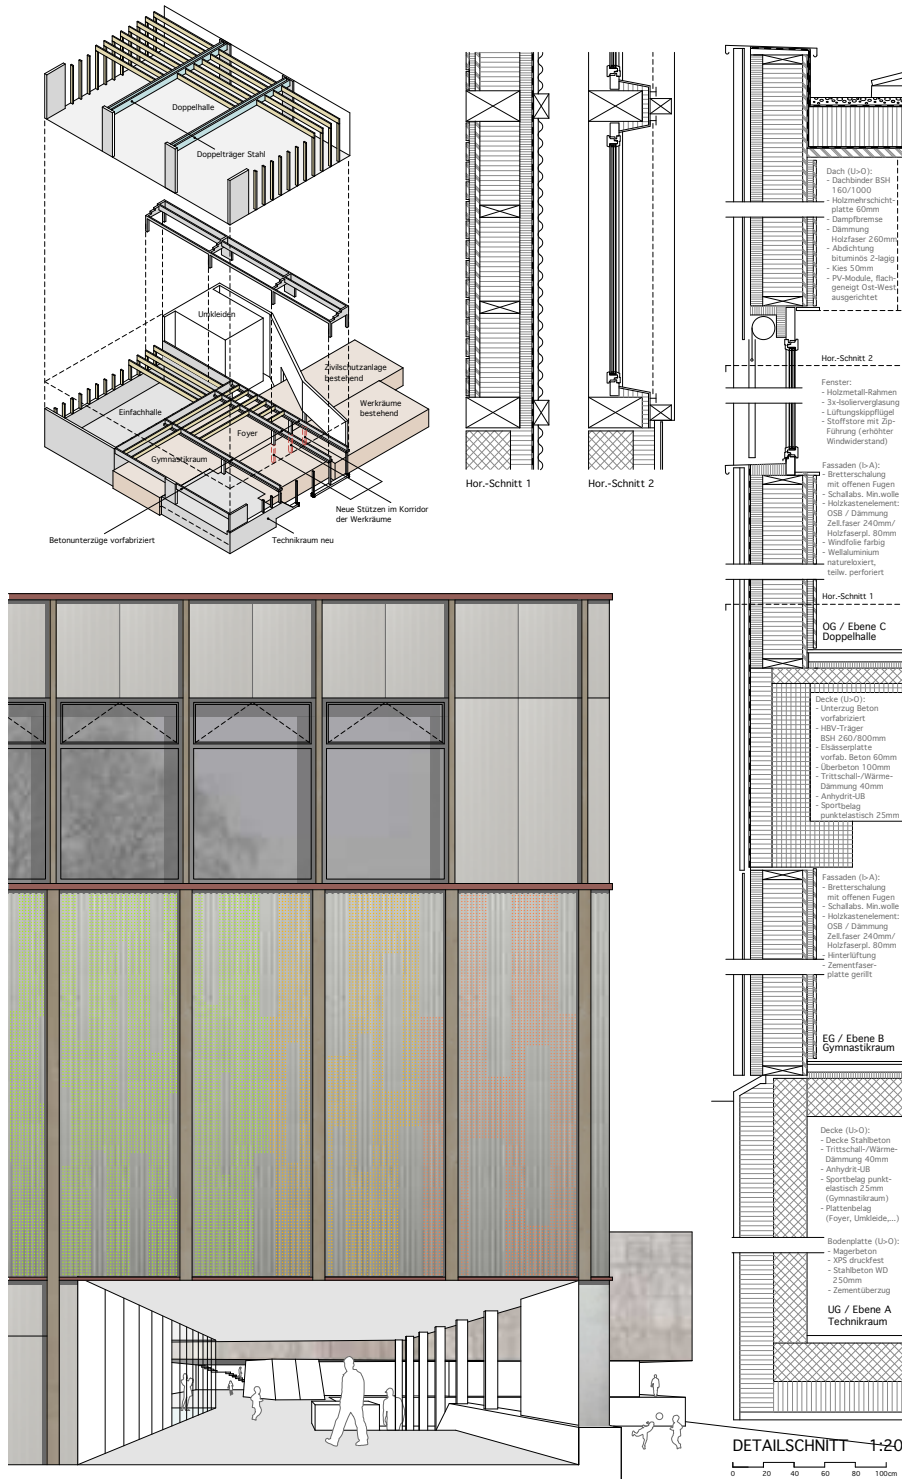 Doppelhalle
Doppelträger Stahl
Umkleiden
Zivilschutzanlage
bestehend
Werkräume
bestehend
Einfachhalle
Foyer
Gymnastikraum
Neue Stützen im Korridor
der Werkräume
Betonunterzüge vorfabriziert
Technikraum neu
Hor.-Schnitt 1
Hor.-Schnitt 2
Dach (U>O):
- Dachbinder BSH
160/1000
- Holzmehrschicht-
platte 60mm
- Dampfbremse
- Dämmung
Holzfaser 260mm
- Abdichtung
bituminös 2-lagig
- Kies 50mm
- PV-Module, flach-
geneigt Ost-West
ausgerichtet
Hor.-Schnitt 2
Fenster:
- Holzmetall-Rahmen
- 3x-Isolierverglasung
- Lüftungskippflügel
- Stoffstore mit Zip-
Führung (erhöhter
Windwiderstand)
Fassaden (I>A):
- Bretterschalung
mit offenen Fugen
- Schallabs. Min.wolle
- Holzkastenelement:
OSB / Dämmung
Zell.faser 240mm/
Holzfaserpl. 80mm
- Windfolie farbig
- Wellaluminium
natureloxiert,
teilw. perforiert
Hor.-Schnitt 1
OG / Ebene C
Doppelhalle
Decke (U>O):
- Unterzug Beton
vorfabriziert
- HBV-Träger
BSH 260/800mm
- Elsässerplatte
vorfab. Beton 60mm
- Überbeton 100mm
- Trittschall-/Wärme-
Dämmung 40mm
- Anhydrit-UB
- Sportbelag
punktelastisch 25mm
Fassaden (I>A):
- Bretterschalung
mit offenen Fugen
- Schallabs. Min.wolle
- Holzkastenelement:
OSB / Dämmung
Zell.faser 240mm/
Holzfaserpl. 80mm
- Hinterlüftung
- Zementfaser-
platte gerillt
EG / Ebene B
Gymnastikraum
Decke (U>O):
- Decke Stahlbeton
- Trittschall-/Wärme-
Dämmung 40mm
- Anhydrit-UB
- Sportbelag punkt-
elastisch 25mm
(Gymnastikraum)
- Plattenbelag
(Foyer, Umkleide,...)
Bodenplatte (U>O):
- Magerbeton
- XPS druckfest
- Stahlbeton WD
250mm
- Zementüberzug
UG / Ebene A
Technikraum
DETAILSCHNITT 1:20
0 20 40 60 80 100cm